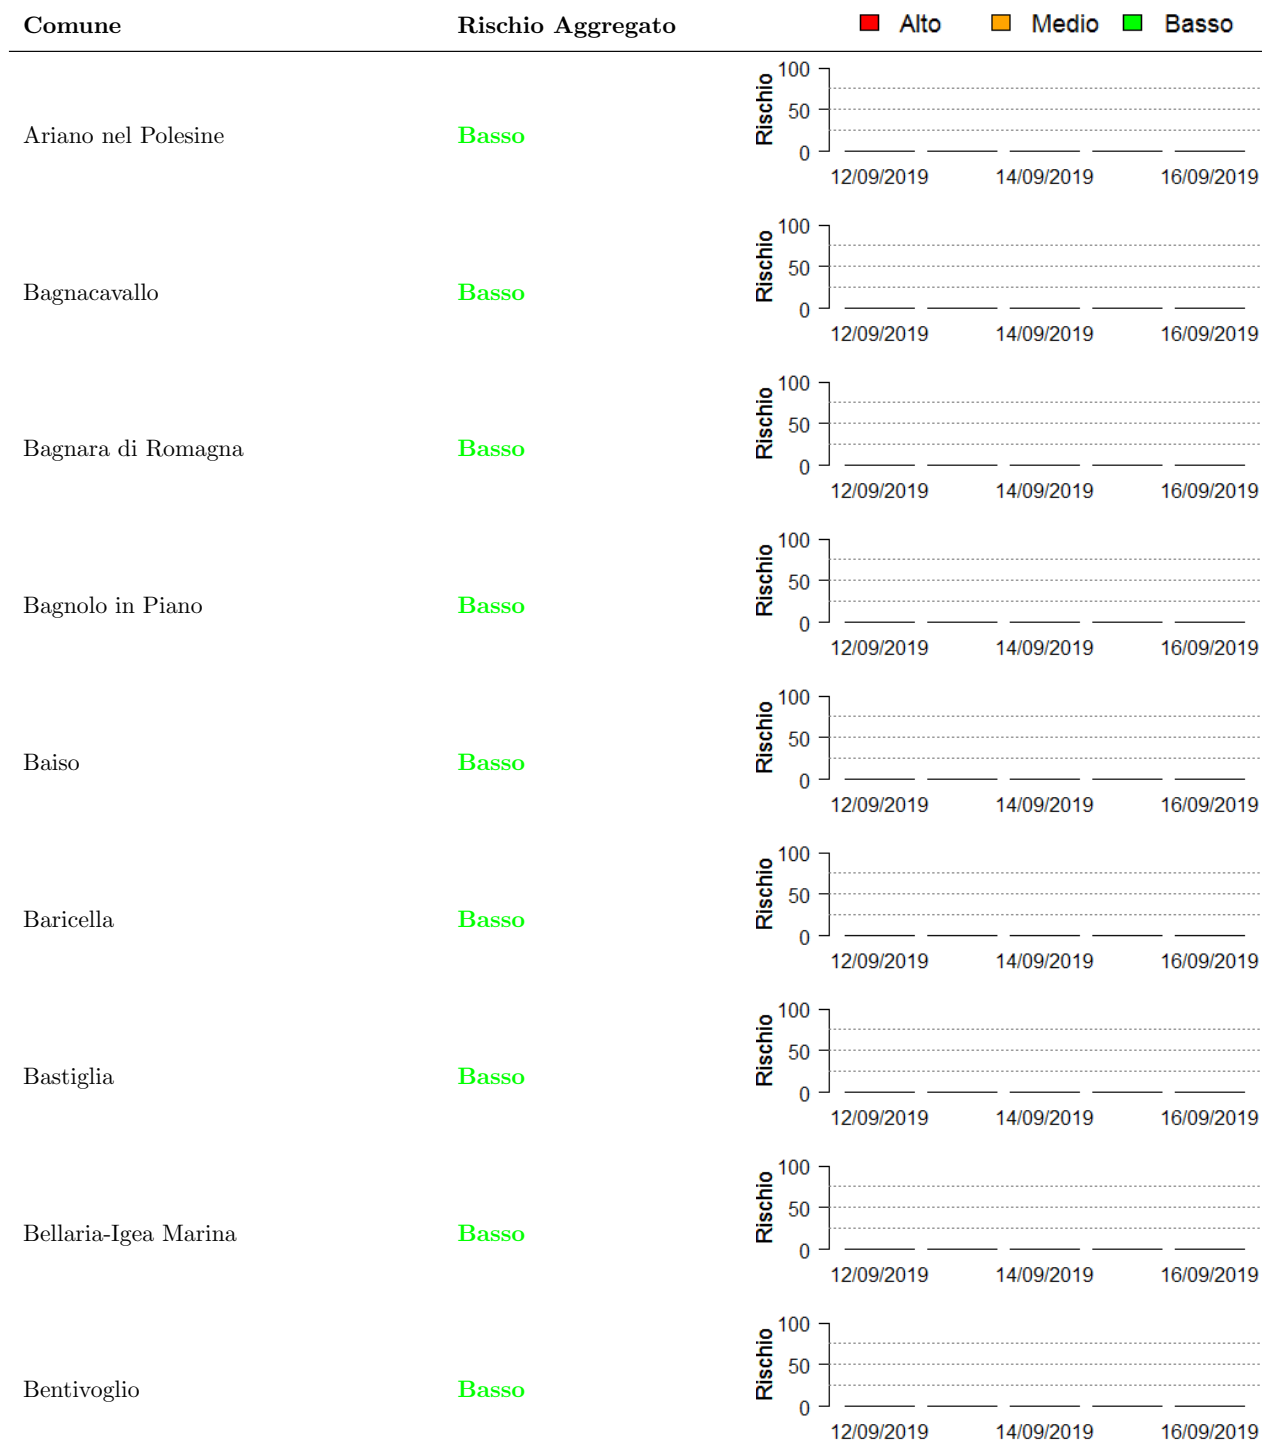 Comune Rischio Aggregato Alto Medio Basso
Ariano nel Polesine Basso Rischio 100 50 0
12/09/2019 14/09/2019 16/09/2019
Bagnacavallo Basso Rischio 100 50 0
12/09/2019 14/09/2019 16/09/2019
Bagnara di Romagna Basso Rischio 100 50 0
12/09/2019 14/09/2019 16/09/2019
Bagnolo in Piano Basso Rischio 100 50 0
12/09/2019 14/09/2019 16/09/2019
Baiso Basso Rischio 100 50 0
12/09/2019 14/09/2019 16/09/2019
Baricella Basso Rischio 100 50 0
12/09/2019 14/09/2019 16/09/2019
Bastiglia Basso Rischio 100 50 0
12/09/2019 14/09/2019 16/09/2019
Bellaria-Igea Marina Basso Rischio 100 50 0
12/09/2019 14/09/2019 16/09/2019
Bentivoglio Basso Rischio 100 50 0
12/09/2019 14/09/2019 16/09/2019